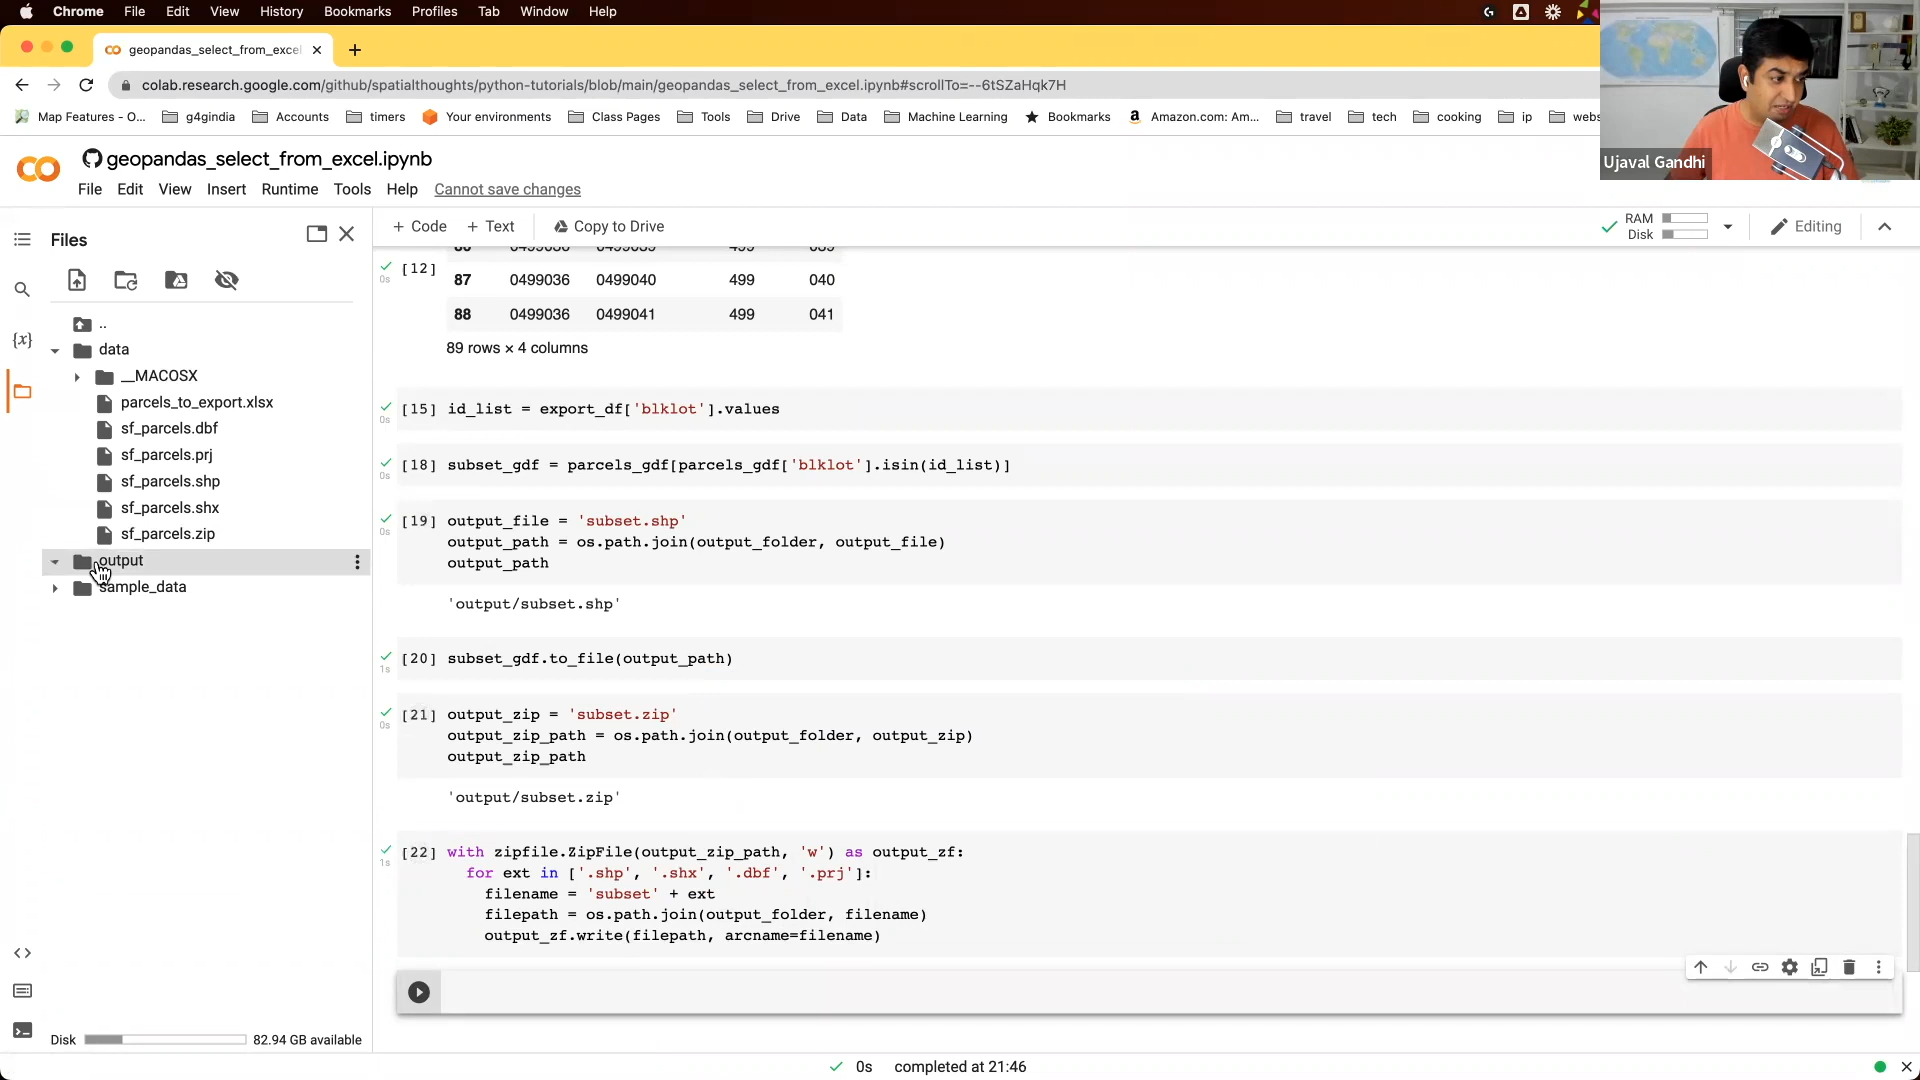 Chrome File Edit View History Bookmarks Profiles Tab Window Help
geopandas_select_from_excel
colab.research.google.com/github/spatialthoughts/python-tutorials/blob/main/geopandas_select_from_excel.ipynb#scrollTo=--6tSZaHqk7H
Map Features - O... g4gindia Accounts timers Your environments Class Pages Tools Drive Data Machine Learning Bookmarks Amazon.com: Am... travel tech cooking ip webs
Ujaval Gandhi
geopandas_select_from_excel.ipynb
File Edit View Insert Runtime Tools Help Cannot save changes
Files
+ Code + Text Copy to Drive
RAM
Disk
Editing
..
data
__MACOSX
parcels_to_export.xlsx
sf_parcels.dbf
sf_parcels.prj
sf_parcels.shp
sf_parcels.shx
sf_parcels.zip
output
sample_data
Disk 82.94 GB available
[12]
0s
87 0499036 0499040 499 040
88 0499036 0499041 499 041
89 rows × 4 columns
[15] id_list = export_df['blklot'].values
0s
[18] subset_gdf = parcels_gdf[parcels_gdf['blklot'].isin(id_list)]
0s
[19] output_file = 'subset.shp'
0s
output_path = os.path.join(output_folder, output_file)
output_path
'output/subset.shp'
[20] subset_gdf.to_file(output_path)
1s
[21] output_zip = 'subset.zip'
0s
output_zip_path = os.path.join(output_folder, output_zip)
output_zip_path
'output/subset.zip'
[22] with zipfile.ZipFile(output_zip_path, 'w') as output_zf:
1s
for ext in ['.shp', '.shx', '.dbf', '.prj']:
filename = 'subset' + ext
filepath = os.path.join(output_folder, filename)
output_zf.write(filepath, arcname=filename)
0s completed at 21:46